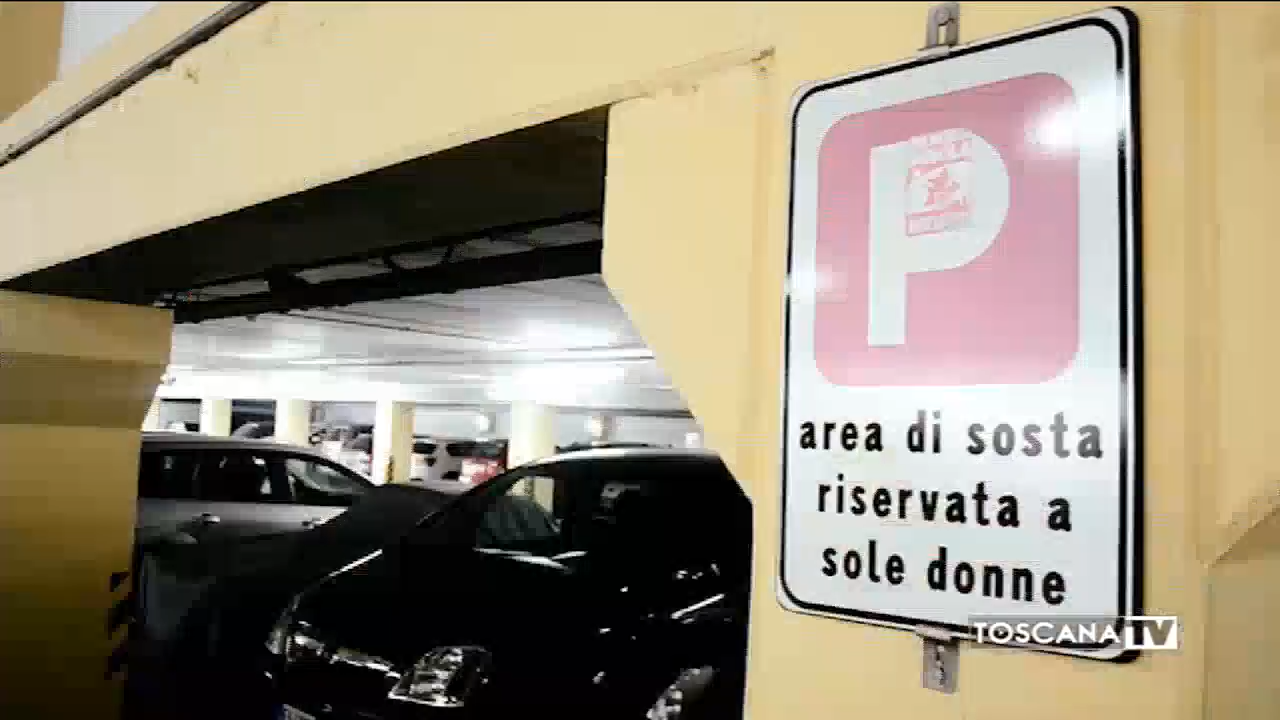 P
area di sosta
riservata a
sole donne
TOSCANA TV